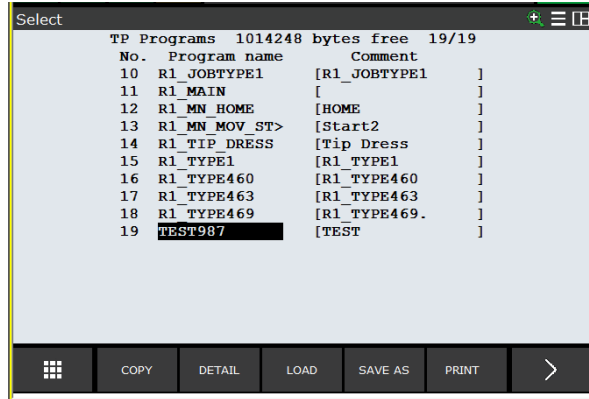 Select
TP Programs 1014248 bytes free 19/19
No. Program name Comment
10 R1_JOBTYPE1 [R1_JOBTYPE1 ]
11 R1_MAIN [ ]
12 R1_MN_HOME [HOME ]
13 R1_MN_MOV_ST> [Start2 ]
14 R1_TIP_DRESS [Tip Dress ]
15 R1_TYPE1 [R1_TYPE1 ]
16 R1_TYPE460 [R1_TYPE460 ]
17 R1_TYPE463 [R1_TYPE463 ]
18 R1_TYPE469 [R1_TYPE469. ]
19 TEST987 [TEST ]
COPY DETAIL LOAD SAVE AS PRINT >